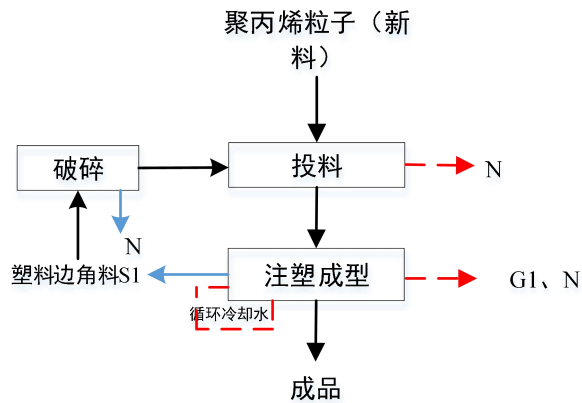 聚丙烯粒子（新
料）
破碎
投料
N
N
塑料边角料S1
注塑成型
G1、N
循环冷却水
成品